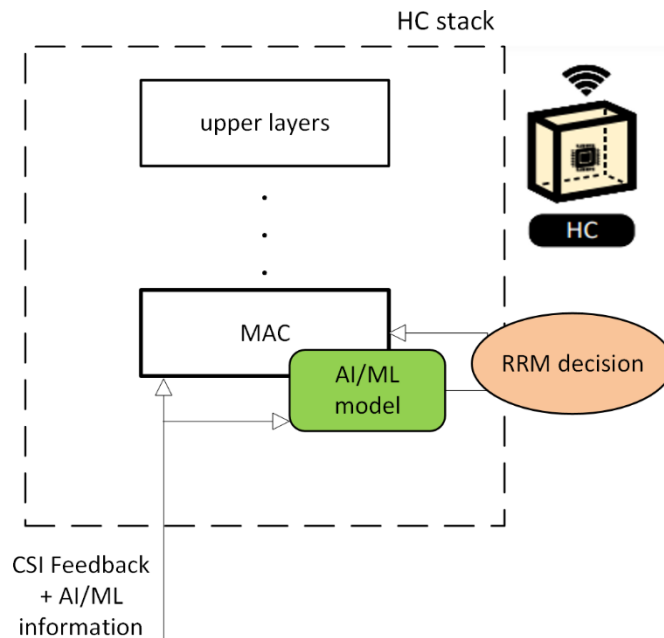 HC stack
upper layers
HC
MAC
AI/ML
model
RRM decision
CSI Feedback
+ AI/ML
information